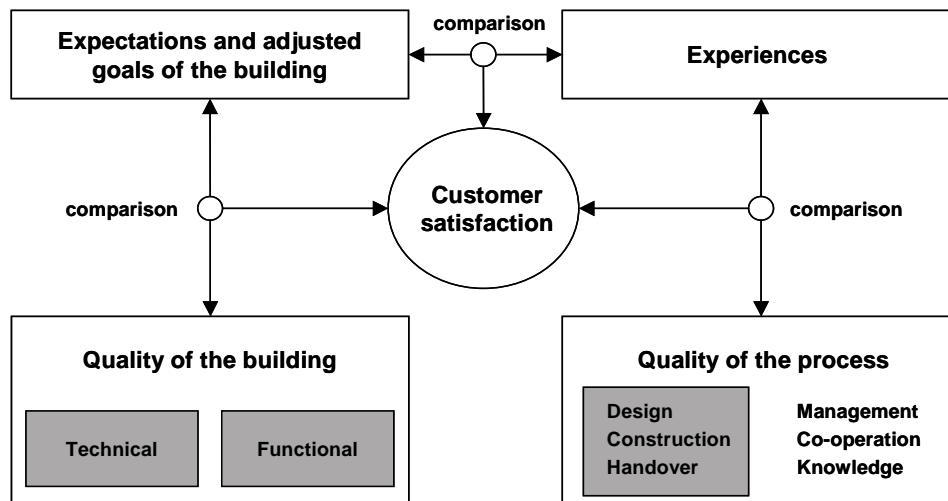 comparison
Expectations and adjusted
goals of the building
Experiences
comparison
Customer
satisfaction
comparison
Quality of the building
Technical
Functional
Quality of the process
Design
Construction
Handover
Management
Co-operation
Knowledge